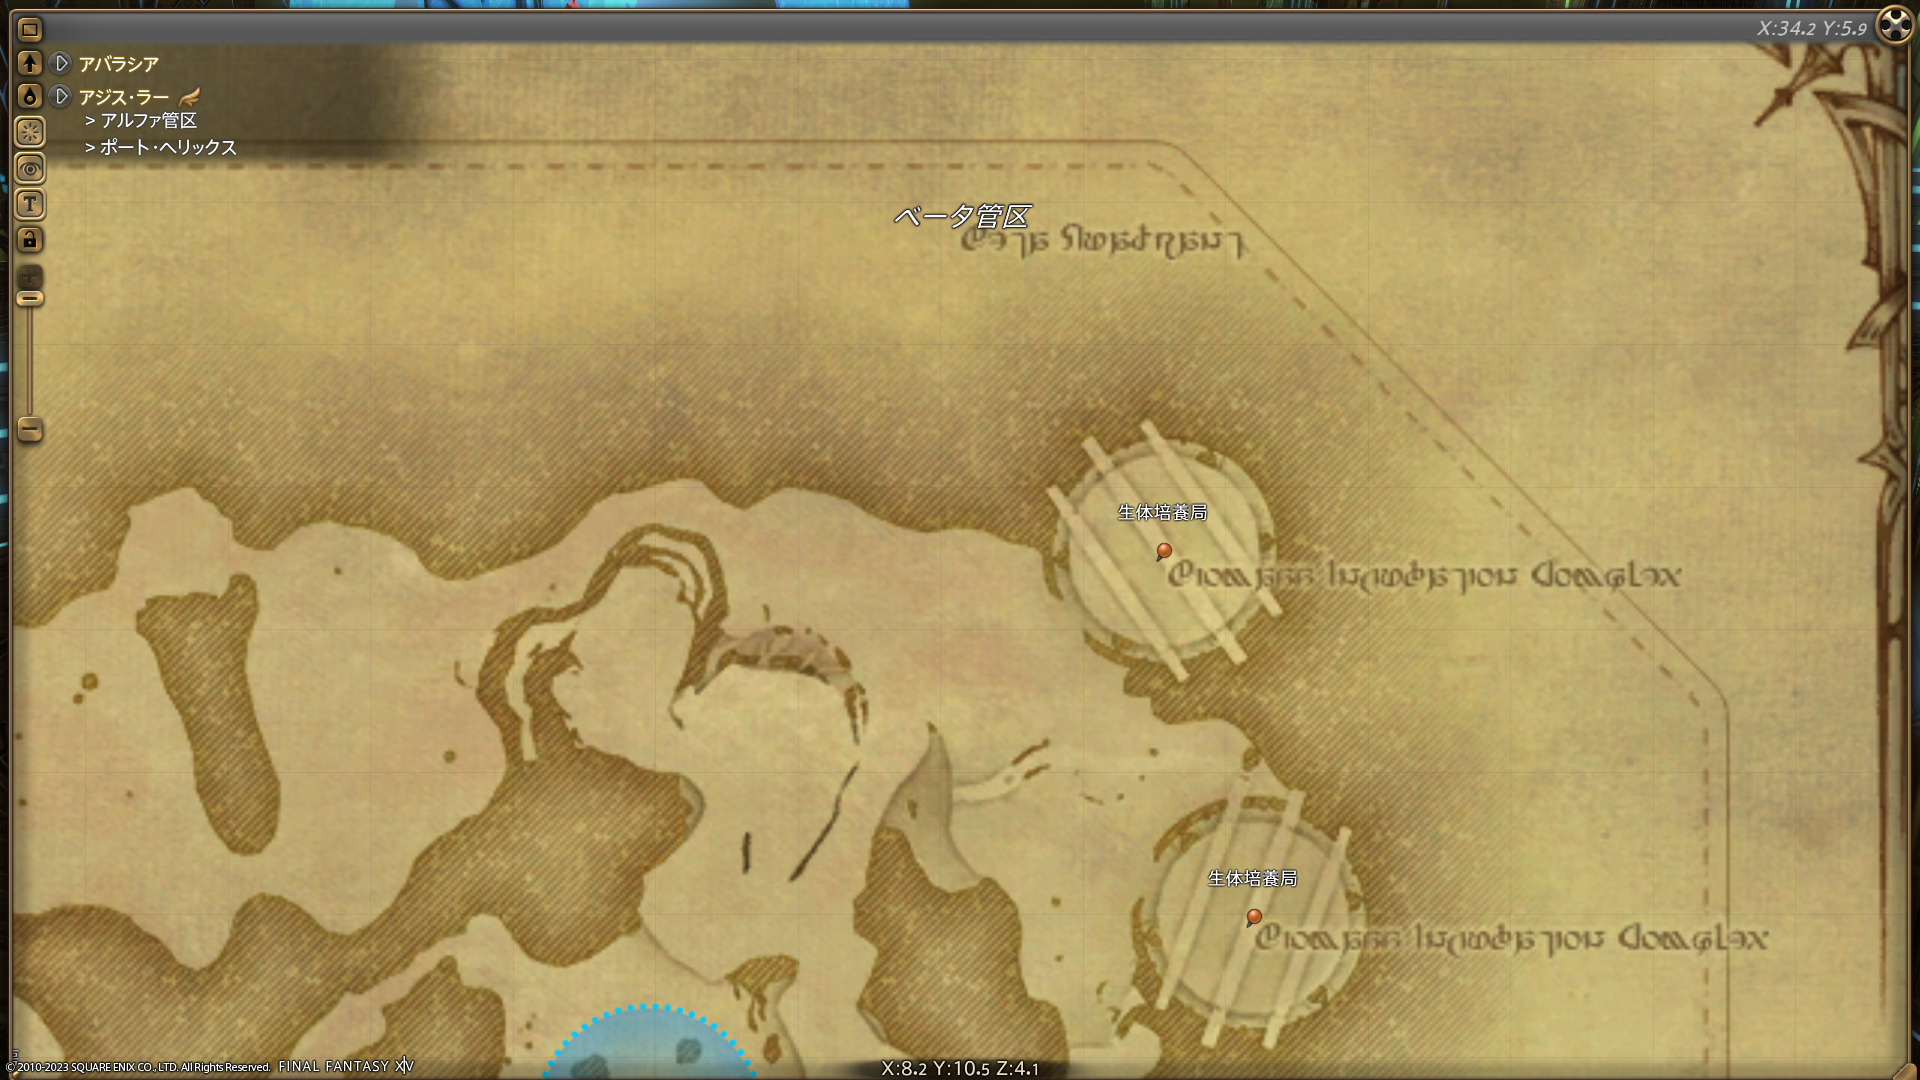 X:34.2 Y:5.9
アバラシア
アジス・ラー
> アルファ管区
> ポート・ヘリックス
ベータ管区
生体培養局
生体培養局
T
©2010-2023 SQUARE ENIX CO., LTD. All Rights Reserved. FINAL FANTASY XIV
X:8.2 Y:10.5 Z:4.1